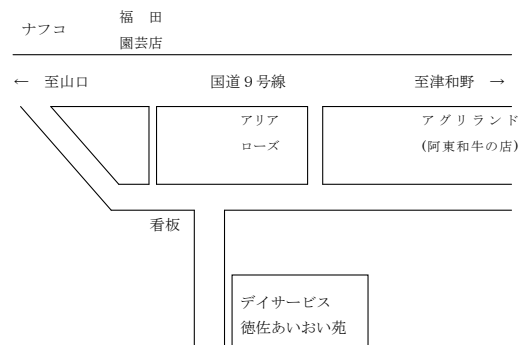 ナフコ
福　田
園芸店
←　至山口　国道９号線　至津和野　→
アリア
ローズ
アグリランド
(阿東和牛の店)
看板
デイサービス
徳佐あいおい苑